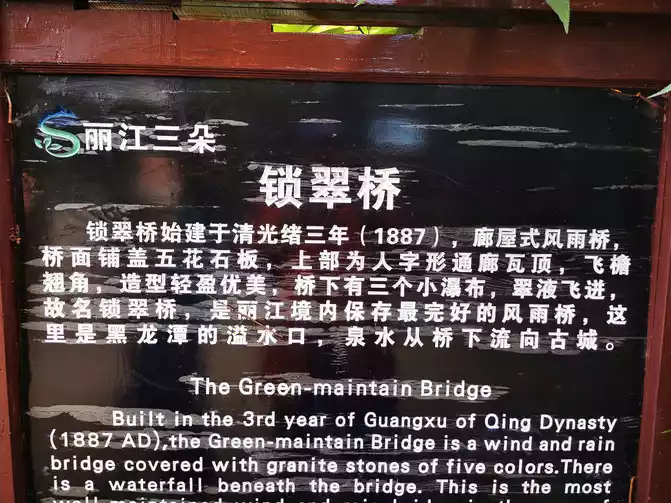 丽江三朵
锁翠桥
锁翠桥始建于清光绪三年(1887)，廊屋式风雨桥，
桥面铺盖五花石板，上部为人字形通廊瓦顶，飞檐
翘角，造型轻盈优美，桥下有三个小瀑布，翠液飞迸，
故名锁翠桥，是丽江境内保存最完好的风雨桥，这
里是黑龙潭的溢水口，泉水从桥下流向古城。
The Green-maintain Bridge
Built in the 3rd year of Guangxu of Qing Dynasty
(1887 AD),the Green-maintain Bridge is a wind and rain
bridge covered with granite stones of five colors.There
is a waterfall beneath the bridge. This is the most